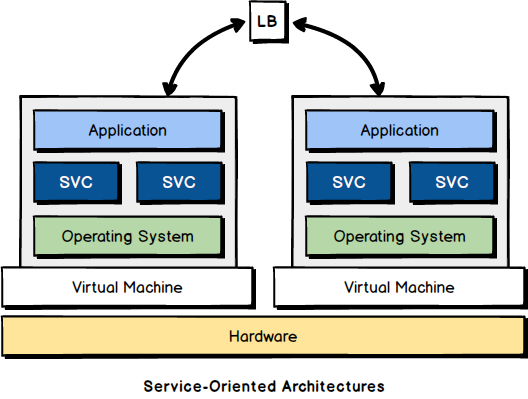 LB
Application
Application
SVC
SVC
SVC
SVC
Operating System
Operating System
Virtual Machine
Virtual Machine
Hardware
Service-Oriented Architectures